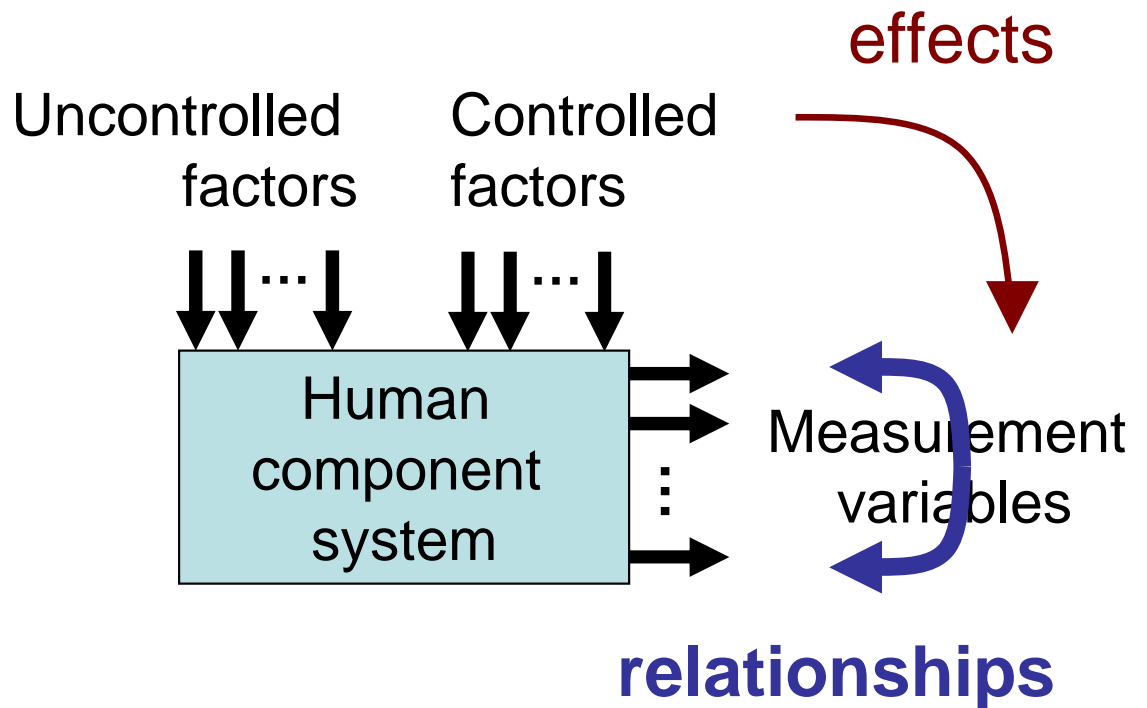 effects
Uncontrolled
factors
Controlled
factors
...
...
Human
component
system
...
Measurement
variables
relationships